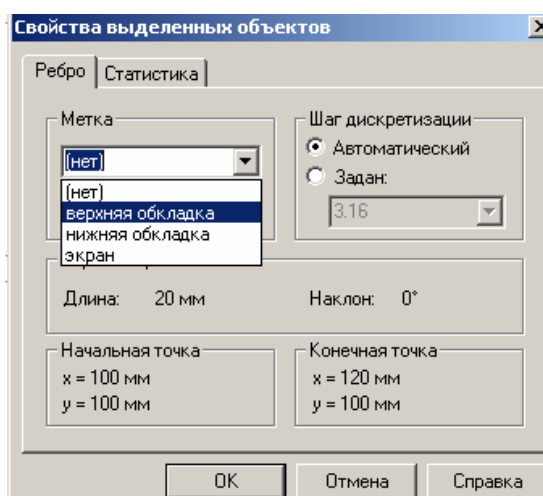 Свойства выделенных объектов
Ребро Статистика
Метка
(нет)
(нет)
верхняя обкладка
нижняя обкладка
экран
Шаг дискретизации
Автоматический
Задан:
3.16
Длина: 20 мм Наклон: 0°
Начальная точка
x = 100 мм
y = 100 мм
Конечная точка
x = 120 мм
y = 100 мм
OK Отмена Справка